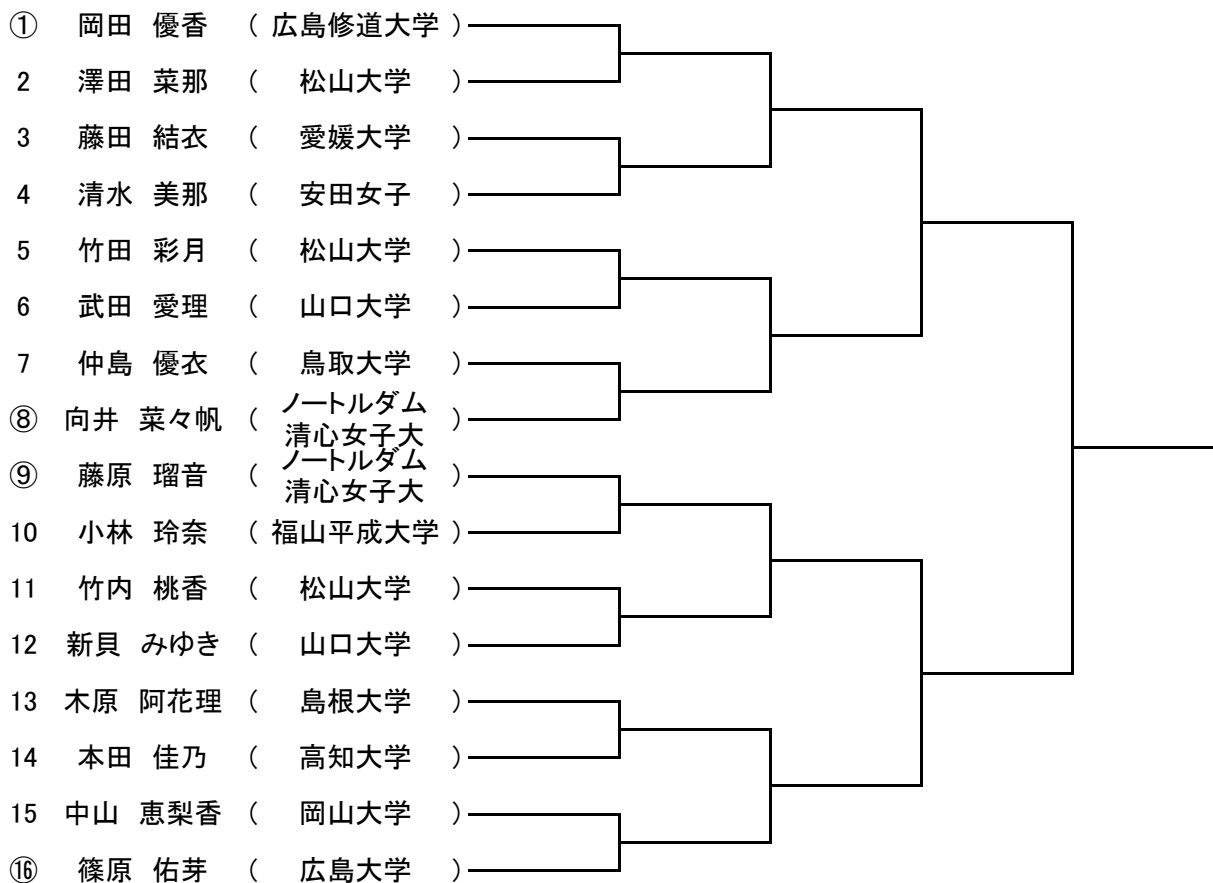 ① 岡田 優香 ( 広島修道大学 )
2 澤田 菜那 ( 松山大学 )
3 藤田 結衣 ( 愛媛大学 )
4 清水 美那 ( 安田女子 )
5 竹田 彩月 ( 松山大学 )
6 武田 愛理 ( 山口大学 )
7 仲島 優衣 ( 鳥取大学 )
⑧ 向井 菜々帆 ( ノートルダム
清心女子大 )
⑨ 藤原 瑠音 ( ノートルダム
清心女子大 )
10 小林 玲奈 ( 福山平成大学 )
11 竹内 桃香 ( 松山大学 )
12 新貝 みゆき ( 山口大学 )
13 木原 阿花理 ( 島根大学 )
14 本田 佳乃 ( 高知大学 )
15 中山 恵梨香 ( 岡山大学 )
⑯ 篠原 佑芽 ( 広島大学 )